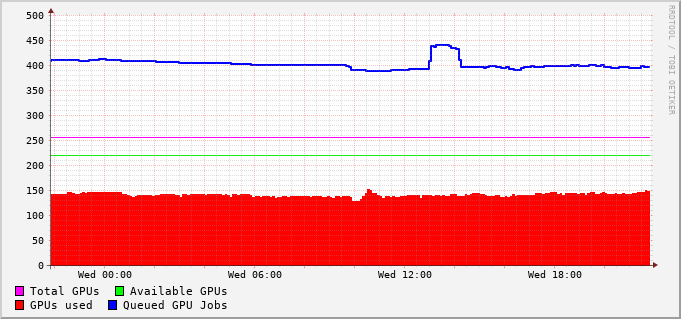 500
450
400
350
300
250
200
150
100
50
0
Wed 00:00 Wed 06:00 Wed 12:00 Wed 18:00
Total GPUs Available GPUs
GPUs used Queued GPU Jobs
RRDTOOL / TOBI OETIKER